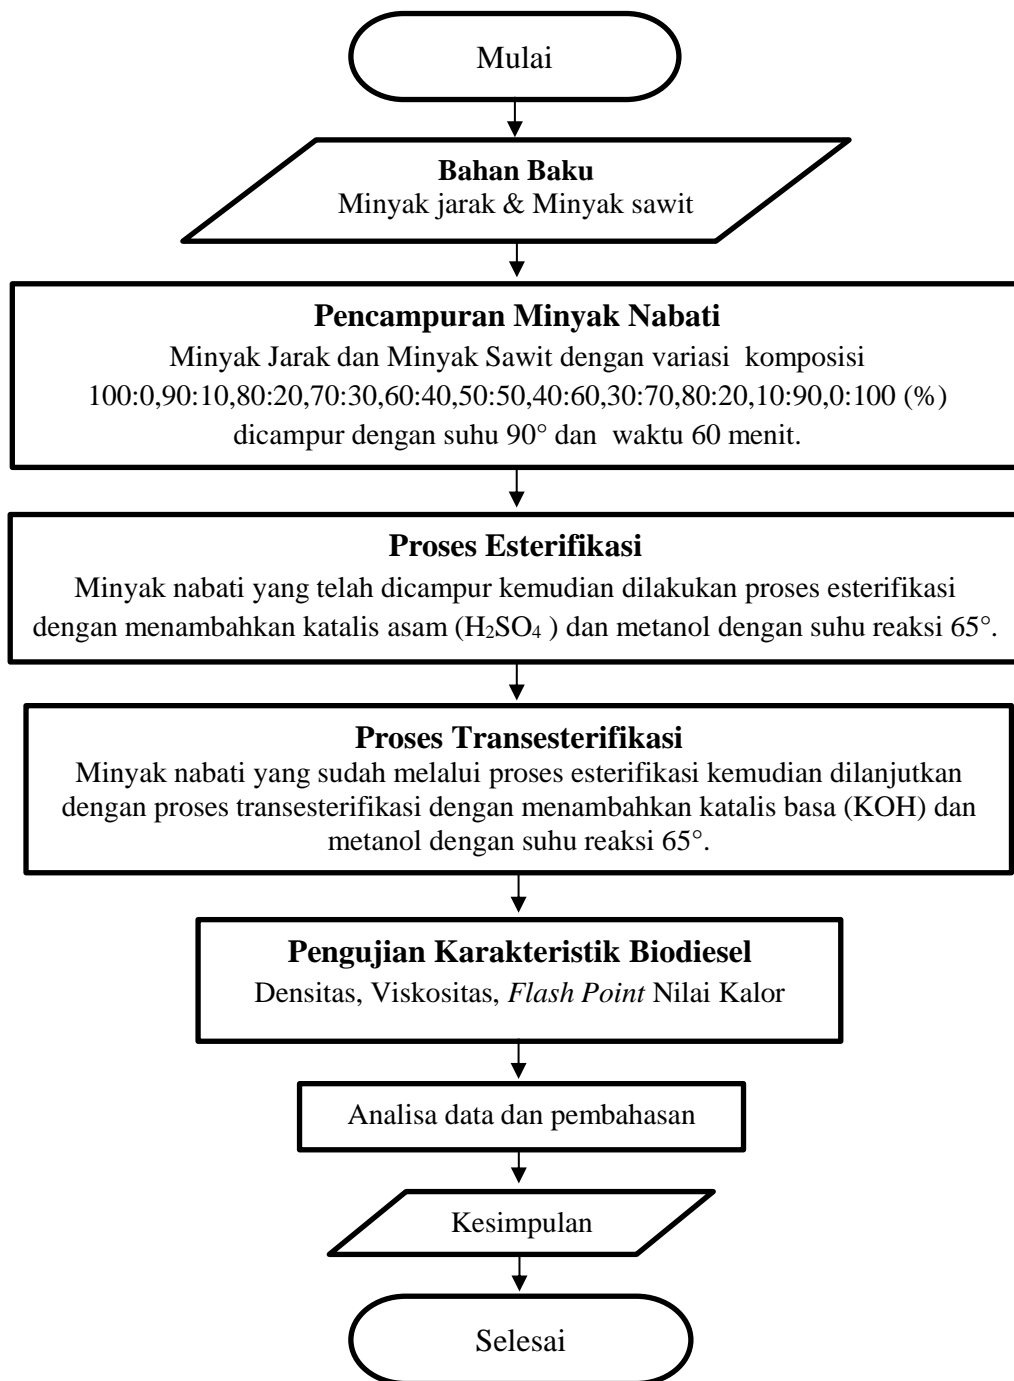 Mulai
Bahan Baku
Minyak jarak & Minyak sawit
Pencampuran Minyak Nabati
Minyak Jarak dan Minyak Sawit dengan variasi komposisi
100:0,90:10,80:20,70:30,60:40,50:50,40:60,30:70,80:20,10:90,0:100 (%)
dicampur dengan suhu 90° dan waktu 60 menit.
Proses Esterifikasi
Minyak nabati yang telah dicampur kemudian dilakukan proses esterifikasi
dengan menambahkan katalis asam (H₂SO₄ ) dan metanol dengan suhu reaksi 65°.
Proses Transesterifikasi
Minyak nabati yang sudah melalui proses esterifikasi kemudian dilanjutkan
dengan proses transesterifikasi dengan menambahkan katalis basa (KOH) dan
metanol dengan suhu reaksi 65°.
Pengujian Karakteristik Biodiesel
Densitas, Viskositas, Flash Point Nilai Kalor
Analisa data dan pembahasan
Kesimpulan
Selesai